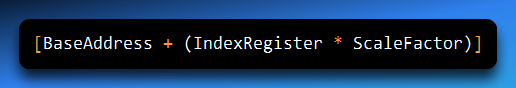 [BaseAddress + (IndexRegister * ScaleFactor)]